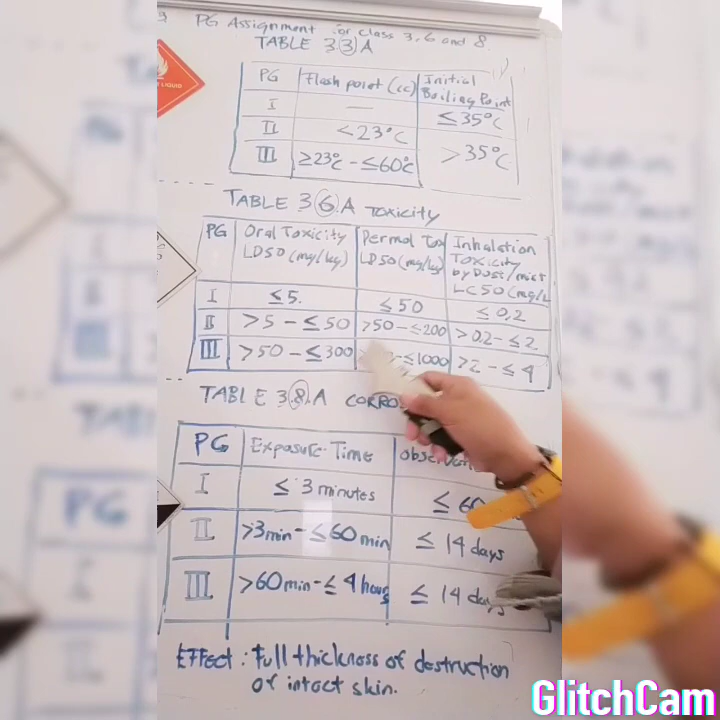 PG Assignment for Class 3, 6 and 8.
TABLE 3.3.A
LIQUID
PG Flash point (cc) Initial Boiling Point
I — ≤35°C
II <23°C >35°C
III ≥23°C - ≤60°C
TABLE 3.6.A TOXICITY
PG Oral Toxicity LD50 (mg/kg) Dermal Tox LD50 (mg/kg) Inhalation Toxicity by Dust/mist LC50 (mg/L
I ≤5. ≤50 ≤0.2
II >5 - ≤50 >50 - ≤200 >0.2 - ≤2
III >50 - ≤300 - ≤1000 >2 - ≤4
TABLE 3.8.A
PG Exposure Time
I ≤ 3 minutes ≤ 60
II >3min - ≤60 min ≤ 14 days
III >60 min - ≤ 4 hours ≤ 14 days
Effect : Full thickness of destruction
of intact skin.
GlitchCam